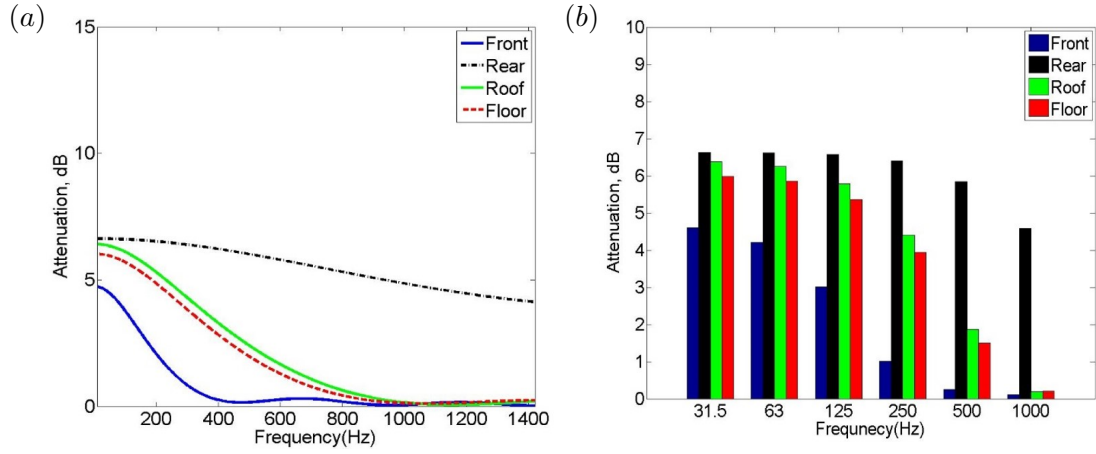 (a)
15
10
5
0
Attenuation, dB
200 400 600 800 1000 1200 1400
Frequency(Hz)
Front
Rear
Roof
Floor
(b)
10
9
8
7
6
5
4
3
2
1
0
Attenuation, dB
31.5 63 125 250 500 1000
Frequnecy(Hz)
Front
Rear
Roof
Floor